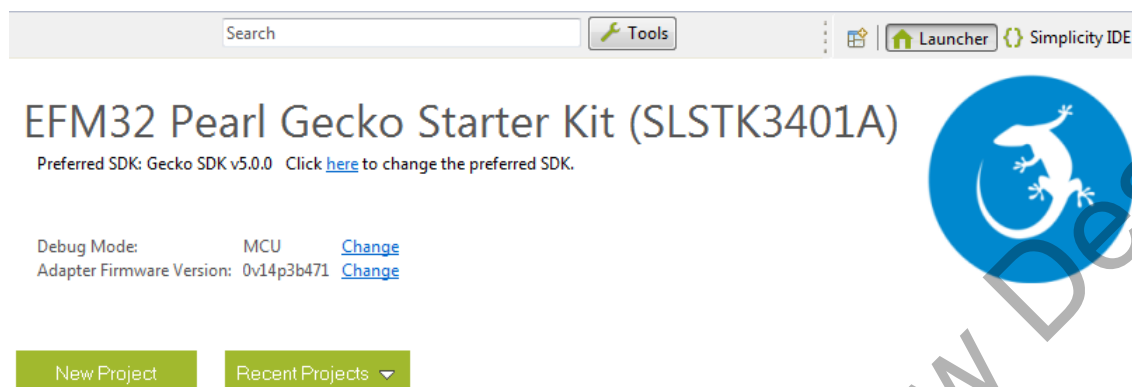 Search
Tools
Launcher
Simplicity IDE
EFM32 Pearl Gecko Starter Kit (SLSTK3401A)
Preferred SDK: Gecko SDK v5.0.0 Click here to change the preferred SDK.
Debug Mode: MCU Change
Adapter Firmware Version: 0v14p3b471 Change
New Project
Recent Projects